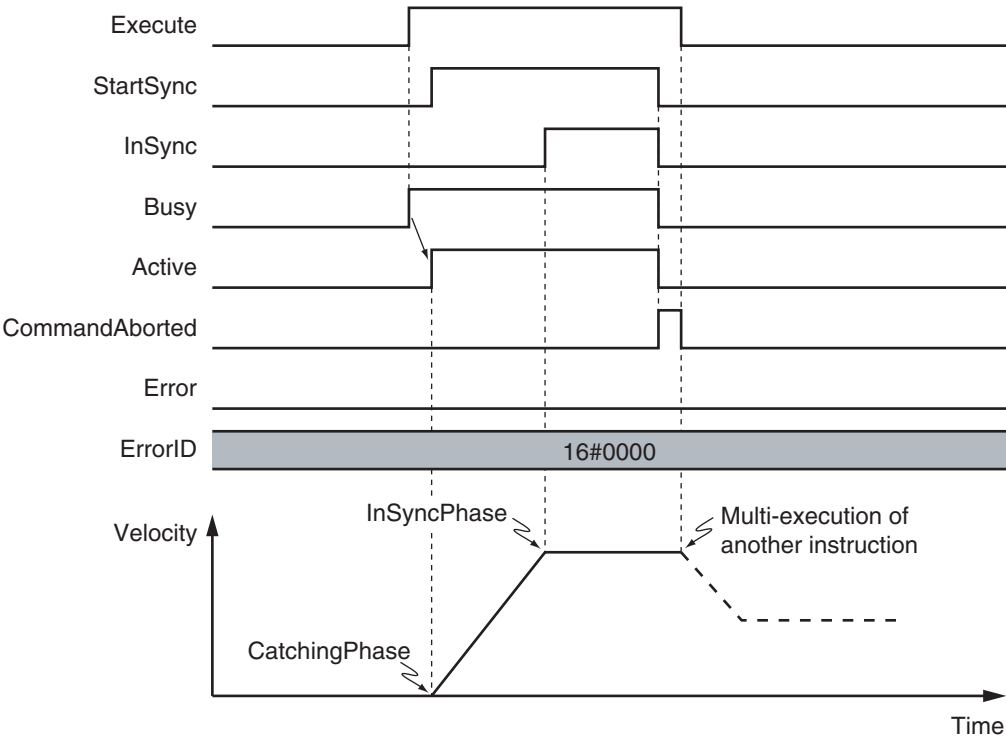 Execute
StartSync
InSync
Busy
Active
CommandAborted
Error
ErrorID
16#0000
Velocity
InSyncPhase
Multi-execution of
another instruction
CatchingPhase
Time